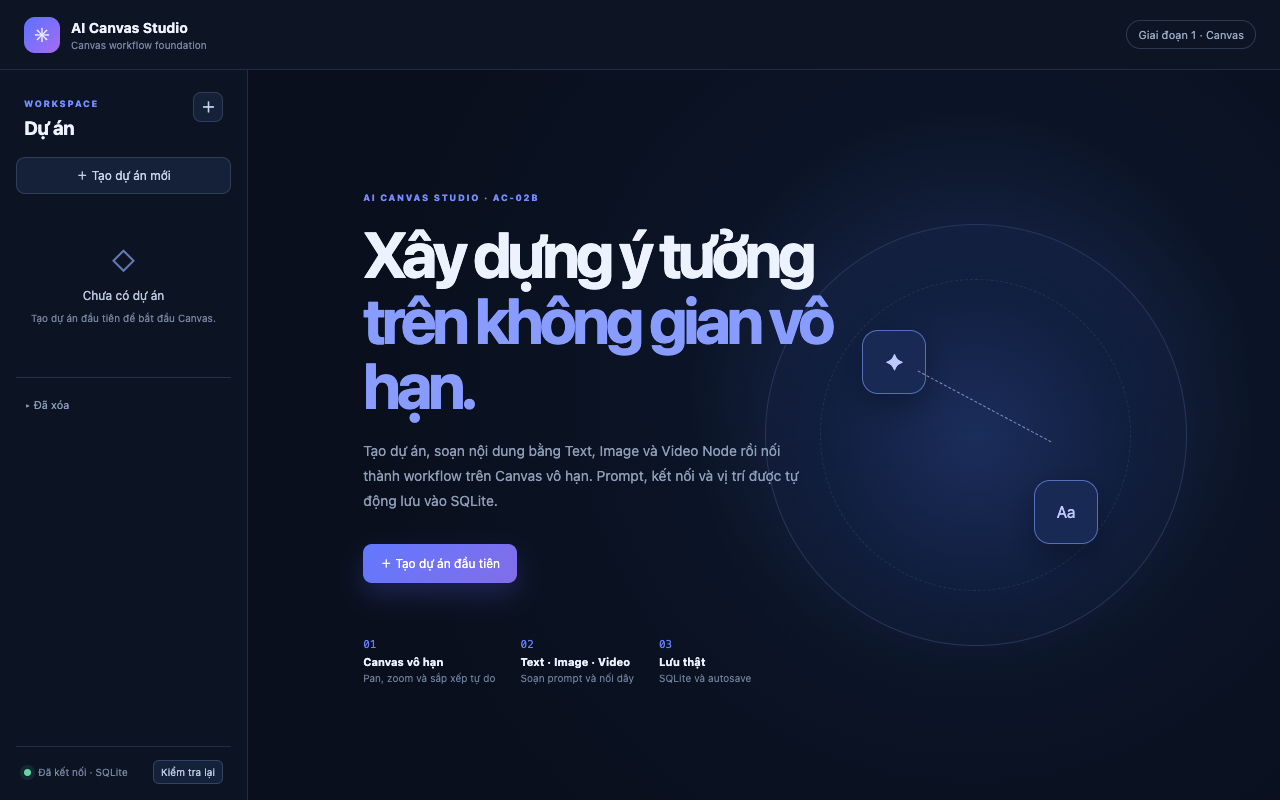 AI Canvas Studio
Canvas workflow foundation
Giai đoạn 1 · Canvas
WORKSPACE
Dự án
+
+ Tạo dự án mới
Chưa có dự án
Tạo dự án đầu tiên để bắt đầu Canvas.
▸ Đã xóa
Đã kết nối · SQLite
Kiểm tra lại
AI CANVAS STUDIO · AC-02B
Xây dựng ý tưởng
trên không gian vô
hạn.
Tạo dự án, soạn nội dung bằng Text, Image và Video Node rồi nối
thành workflow trên Canvas vô hạn. Prompt, kết nối và vị trí được tự
động lưu vào SQLite.
+ Tạo dự án đầu tiên
01
Canvas vô hạn
Pan, zoom và sắp xếp tự do
02
Text · Image · Video
Soạn prompt và nối dây
03
Lưu thật
SQLite và autosave
Aa